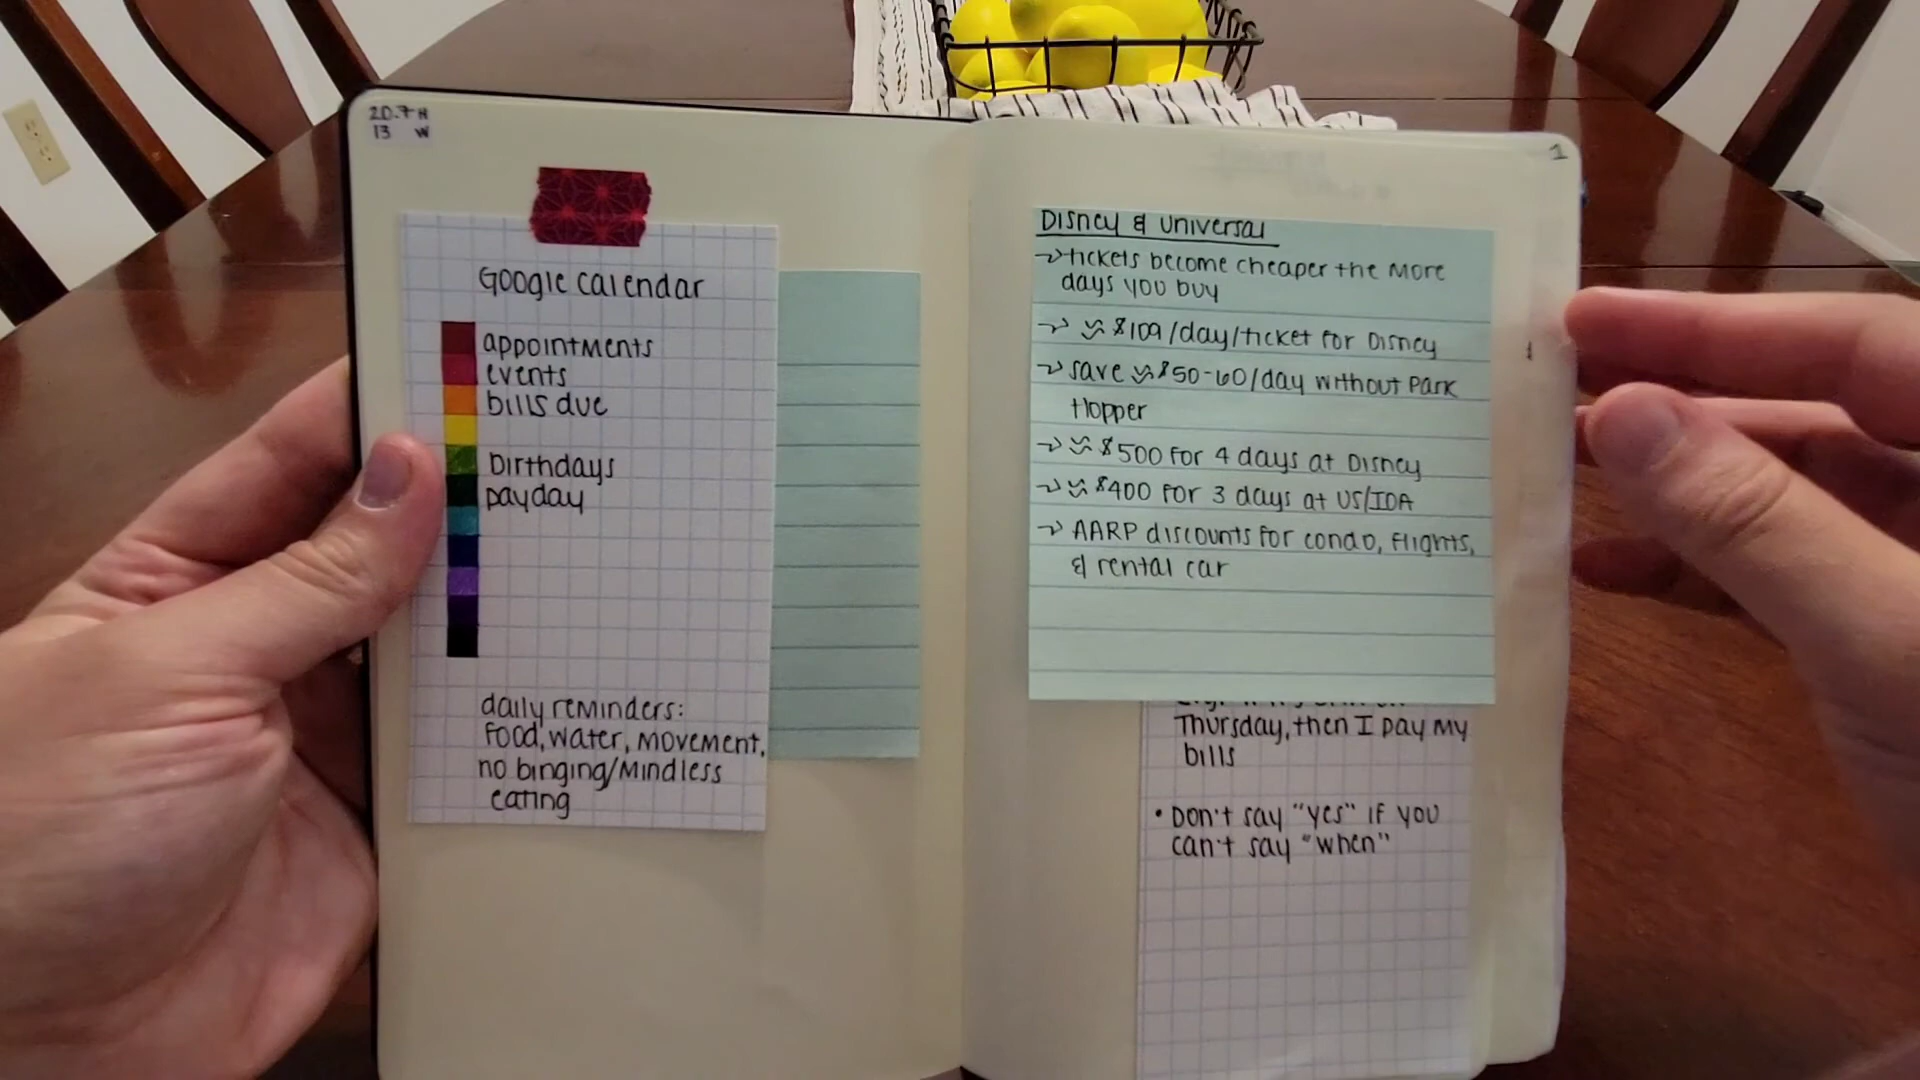 20.7 H
13 W
Google calendar
appointments
events
bills due
birthdays
payday
daily reminders:
food, water, movement,
no binging/mindless
eating
1
Disney & Universal
→ tickets become cheaper the more
days you buy
→ ≈ $109/day/ticket for Disney
→ save ≈ $50-60/day without Park
Hopper
→ ≈ $500 for 4 days at Disney
→ ≈ $400 for 3 days at US/IOA
→ AARP discounts for condo, flights,
& rental car
Thursday, then I pay my
bills
• Don't say "yes" if you
can't say "when"